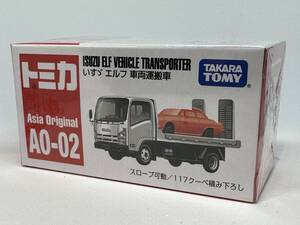 トミカ
Asia Original
AO-02
ISUZU ELF VEHICLE TRANSPORTER
いすゞ エルフ 車両運搬車
TAKARA
TOMY
スロープ可動/117クーペ積み下ろし